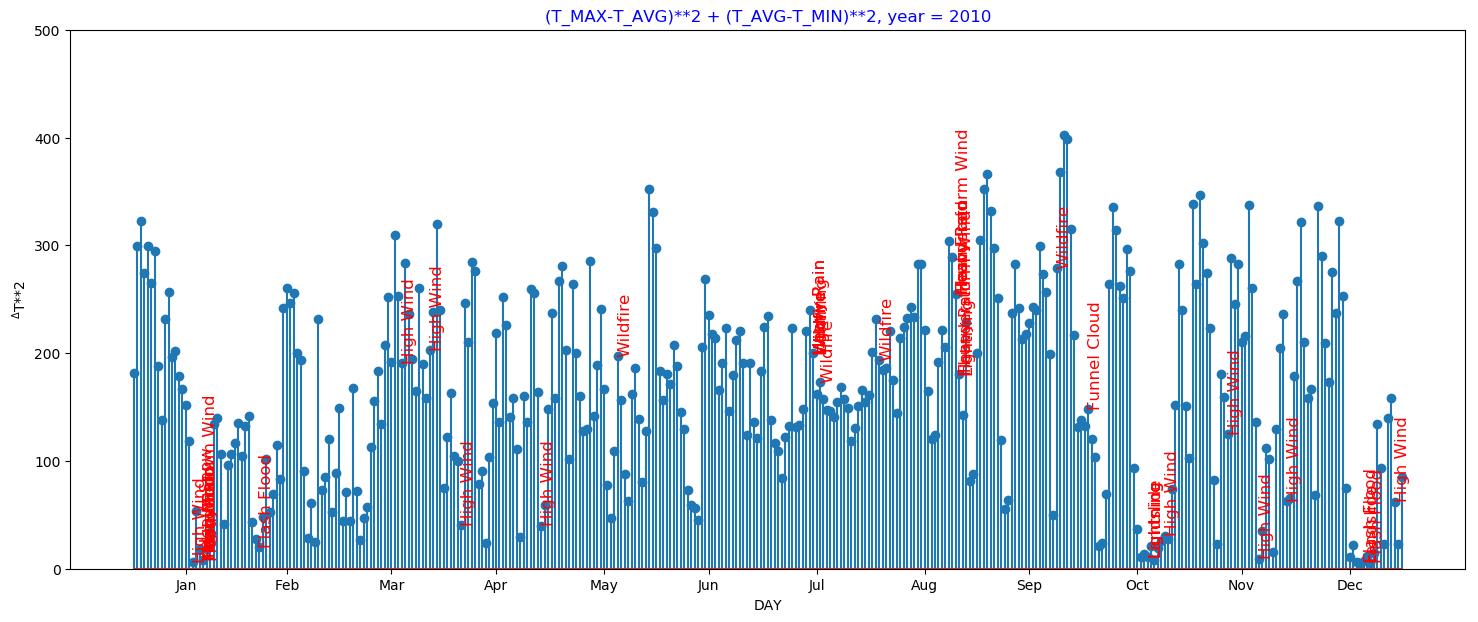 (T_MAX-T_AVG)**2 + (T_AVG-T_MIN)**2, year = 2010
500
400
300
200
100
0
ΔT**2
High Wind
Flash Flood
High Wind
High Wind
High Wind
High Wind
Wildfire
Wildfire
Wildfire
Wildfire
Funnel Cloud
High Wind
High Wind
High Wind
High Wind
High Wind
Jan
Feb
Mar
Apr
May
Jun
Jul
Aug
Sep
Oct
Nov
Dec
DAY